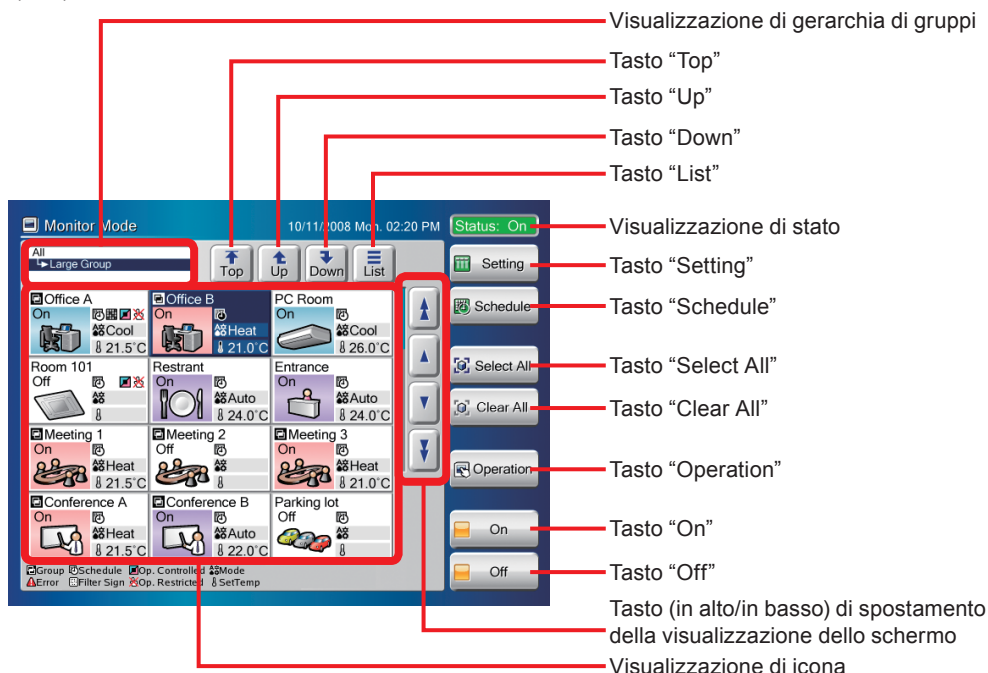 Visualizzazione di gerarchia di gruppi
Tasto “Top”
Tasto “Up”
Tasto “Down”
Tasto “List”
Monitor Mode
10/11/2008 Mon. 02:20 PM
Status: On
Visualizzazione di stato
All
Large Group
Top
Up
Down
List
Setting
Tasto “Setting”
Office A
On
Cool
21.5°C
Office B
On
Heat
21.0°C
PC Room
On
Cool
26.0°C
Schedule
Tasto “Schedule”
Room 101
Off
Restrant
On
Auto
24.0°C
Entrance
On
Auto
24.0°C
Select All
Tasto “Select All”
Clear All
Tasto “Clear All”
Meeting 1
On
Heat
21.5°C
Meeting 2
Off
Meeting 3
On
Heat
21.0°C
Operation
Tasto “Operation”
Conference A
On
Heat
21.5°C
Conference B
On
Auto
22.0°C
Parking lot
Off
On
Tasto “On”
Off
Tasto “Off”
Group Schedule Op. Controlled Mode
Error Filter Sign Op. Restricted SetTemp
Tasto (in alto/in basso) di spostamento
della visualizzazione dello schermo
Visualizzazione di icona